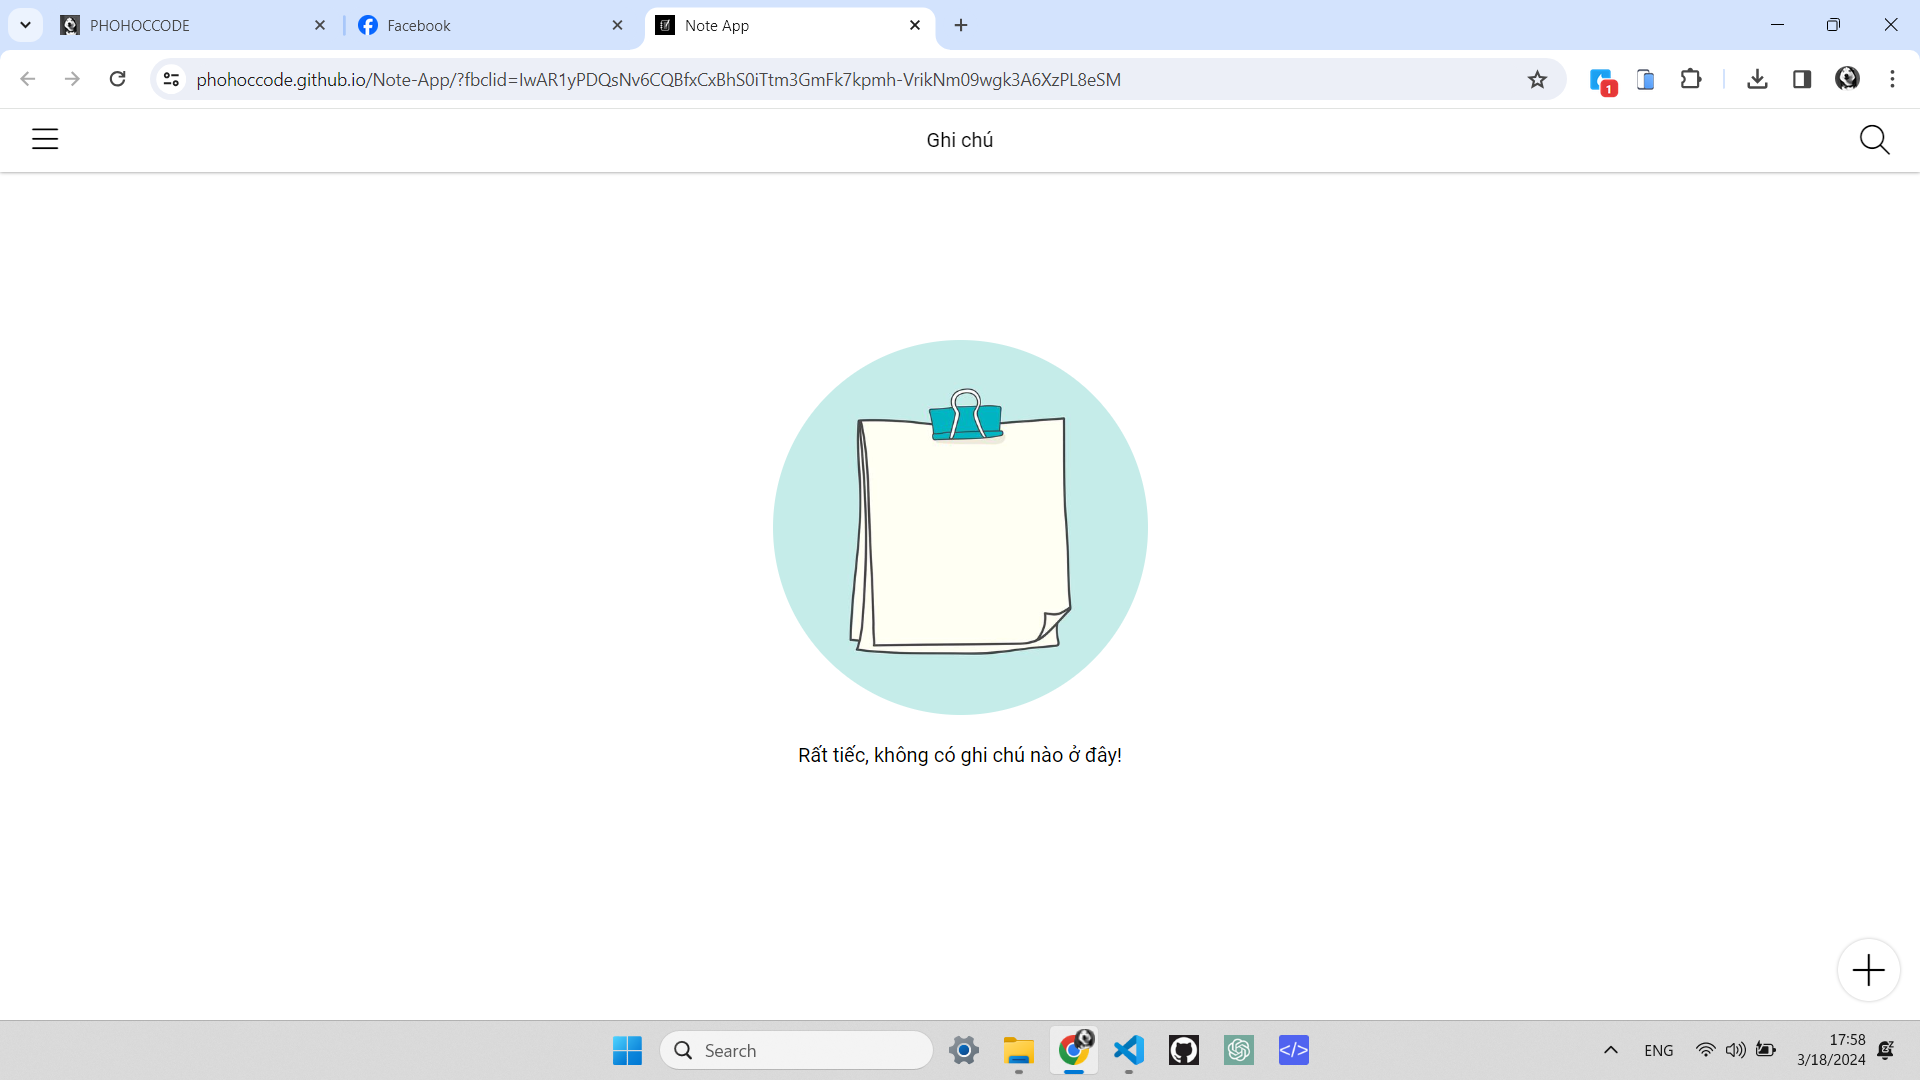 PHOHOCCODE
Facebook
Note App
phohoccode.github.io/Note-App/?fbclid=IwAR1yPDQsNv6CQBfxCxBhS0iTtm3GmFk7kpmh-VrikNm09wgk3A6XzPL8eSM
1
Ghi chú
Rất tiếc, không có ghi chú nào ở đây!
Search
ENG
17:58
3/18/2024